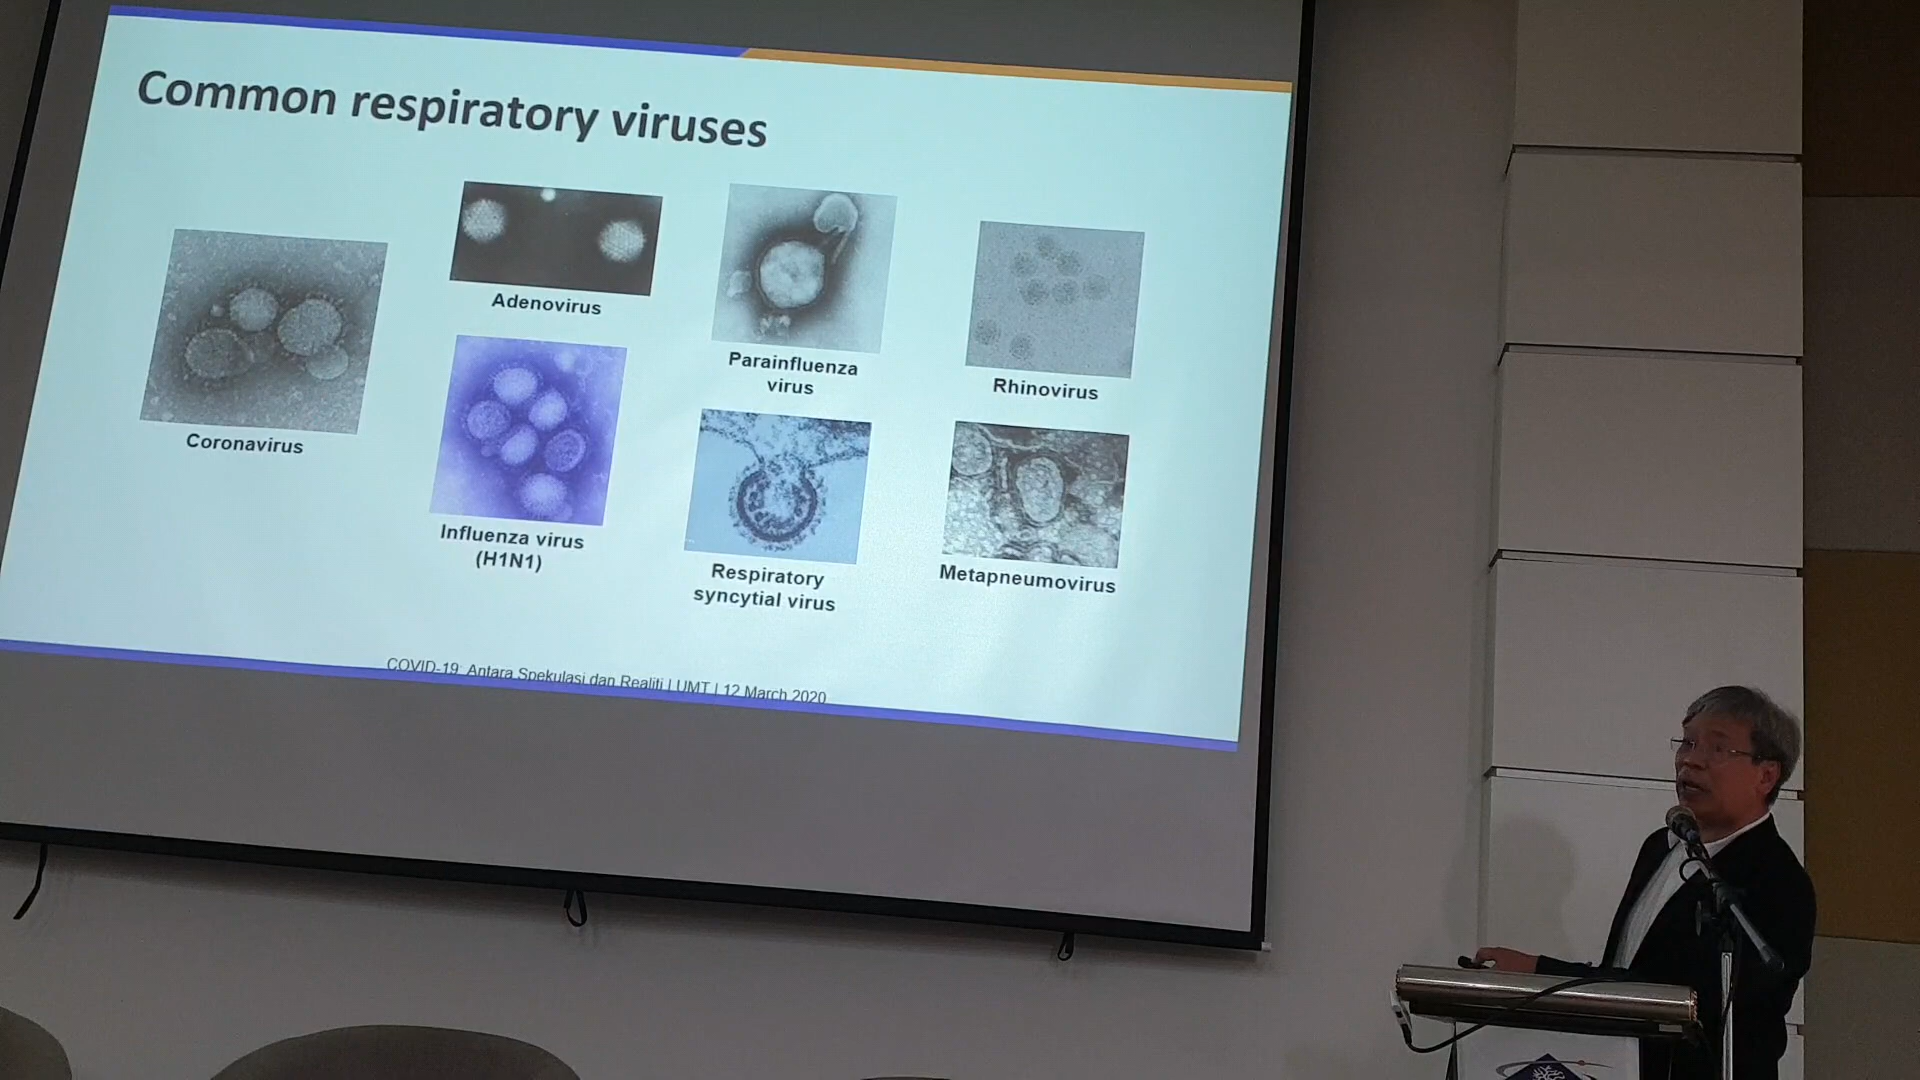 Common respiratory viruses
Coronavirus
Adenovirus
Influenza virus
(H1N1)
Parainfluenza
virus
Respiratory
syncytial virus
Rhinovirus
Metapneumovirus
COVID-19: Antara Spekulasi dan Realiti | UMT | 12 March 2020